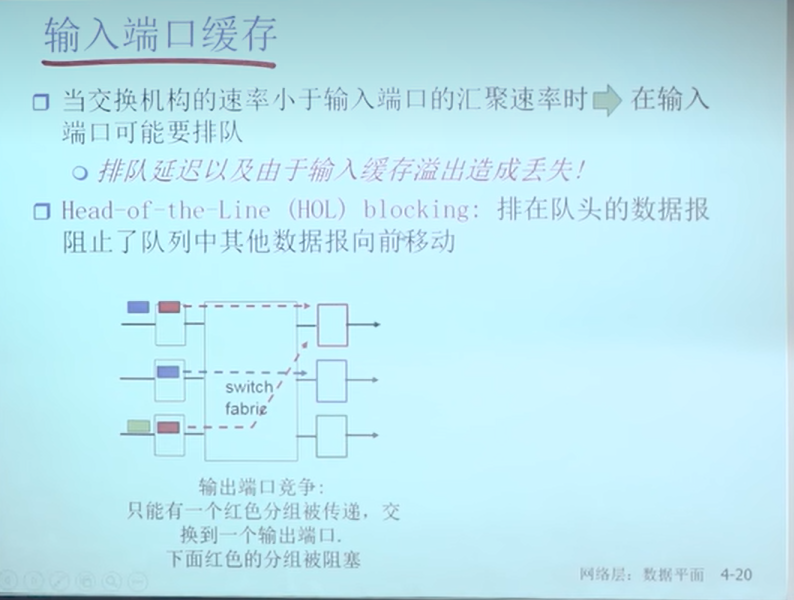 输入端口缓存
当交换机构的速率小于输入端口的汇聚速率时 在输入
端口可能要排队
排队延迟以及由于输入缓存溢出造成丢失!
Head-of-the-Line (HOL) blocking: 排在队头的数据报
阻止了队列中其他数据报向前移动
switch
fabric
输出端口竞争:
只能有一个红色分组被传递，交
换到一个输出端口.
下面红色的分组被阻塞
网络层: 数据平面 4-20